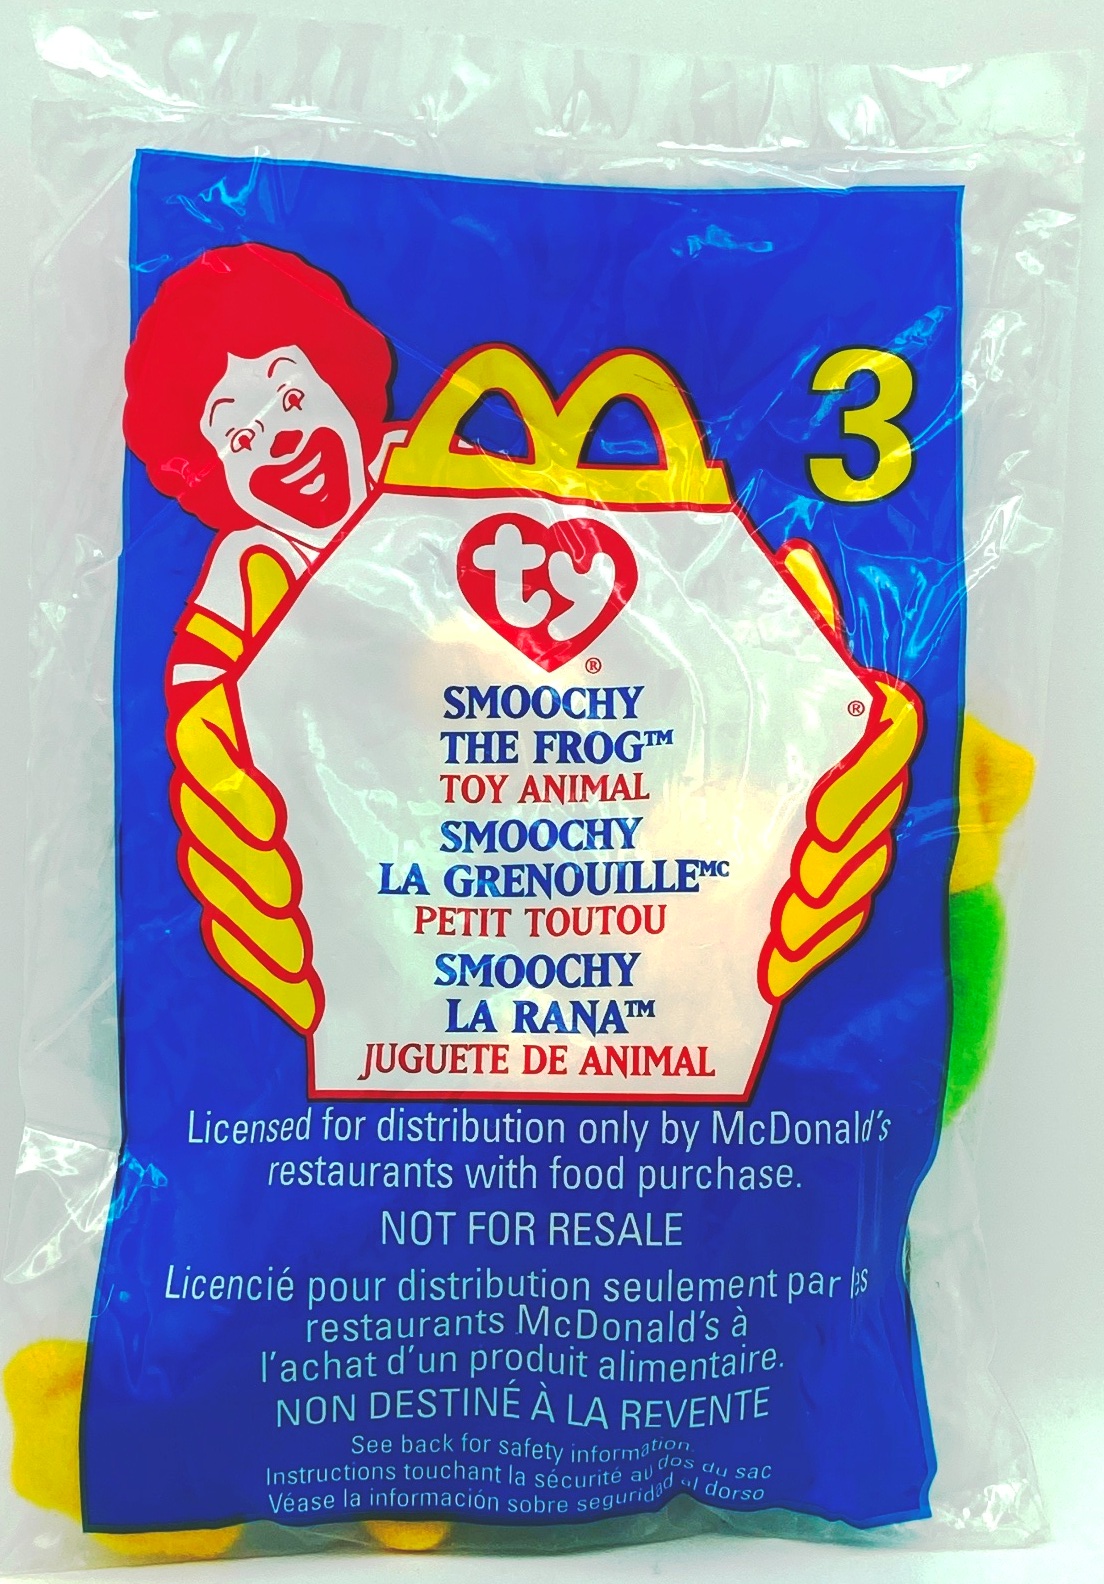 3
ty®
SMOOCHY
THE FROG™
TOY ANIMAL
®
SMOOCHY
LA GRENOUILLEMC
PETIT TOUTOU
SMOOCHY
LA RANA™
JUGUETE DE ANIMAL
Licensed for distribution only by McDonald's
restaurants with food purchase.
NOT FOR RESALE
Licencié pour distribution seulement par les
restaurants McDonald's à
l'achat d'un produit alimentaire.
NON DESTINÉ À LA REVENTE
See back for safety information.
Instructions touchant la sécurité au dos du sac
Véase la información sobre seguridad al dorso